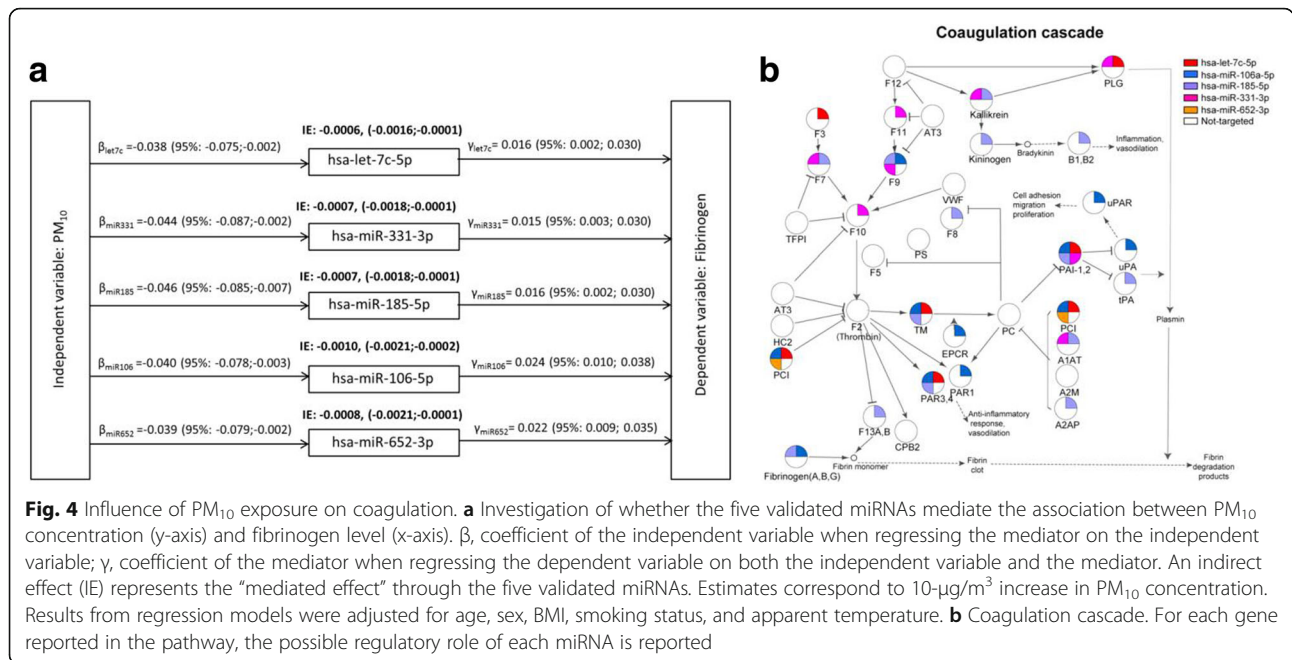 a
Independent variable: PM10
IE: -0.0006, (-0.0016;-0.0001)
βlet7c=-0.038 (95%: -0.075;-0.002)
hsa-let-7c-5p
γlet7c= 0.016 (95%: 0.002; 0.030)
IE: -0.0007, (-0.0018;-0.0001)
βmiR331=-0.044 (95%: -0.087;-0.002)
hsa-miR-331-3p
γmiR331= 0.015 (95%: 0.003; 0.030)
IE: -0.0007, (-0.0018;-0.0001)
βmiR185=-0.046 (95%: -0.085;-0.007)
hsa-miR-185-5p
γmiR185= 0.016 (95%: 0.002; 0.030)
IE: -0.0010, (-0.0021;-0.0002)
βmiR106=-0.040 (95%: -0.078;-0.003)
hsa-miR-106-5p
γmiR106= 0.024 (95%: 0.010; 0.038)
IE: -0.0008, (-0.0021;-0.0001)
βmiR652=-0.039 (95%: -0.079;-0.002)
hsa-miR-652-3p
γmiR652= 0.022 (95%: 0.009; 0.035)
Dependent variable: Fibrinogen
b
Coaugulation cascade
hsa-let-7c-5p
hsa-miR-106a-5p
hsa-miR-185-5p
hsa-miR-331-3p
hsa-miR-652-3p
Not-targeted
F12
PLG
Kallikrein
F3
F11
AT3
Kininogen
Bradykinin
B1,B2
Inflammation,
vasodilation
F7
F9
VWF
Cell adhesion
migration
proliferation
uPAR
TFPI
F10
F8
PS
F5
PAI-1,2
uPA
tPA
AT3
HC2
PCI
F2
(Thrombin)
TM
PC
Plasmin
EPCR
PCI
A1AT
A2M
A2AP
PAR3,4
PAR1
Anti-inflammatory
response,
vasodilation
F13A,B
CPB2
Fibrinogen(A,B,G)
Fibrin monomer
Fibrin
clot
Fibrin
degradation
products
Fig. 4 Influence of PM10 exposure on coagulation. a Investigation of whether the five validated miRNAs mediate the association between PM10
concentration (y-axis) and fibrinogen level (x-axis). β, coefficient of the independent variable when regressing the mediator on the independent
variable; γ, coefficient of the mediator when regressing the dependent variable on both the independent variable and the mediator. An indirect
effect (IE) represents the “mediated effect” through the five validated miRNAs. Estimates correspond to 10-μg/m3 increase in PM10 concentration.
Results from regression models were adjusted for age, sex, BMI, smoking status, and apparent temperature. b Coagulation cascade. For each gene
reported in the pathway, the possible regulatory role of each miRNA is reported